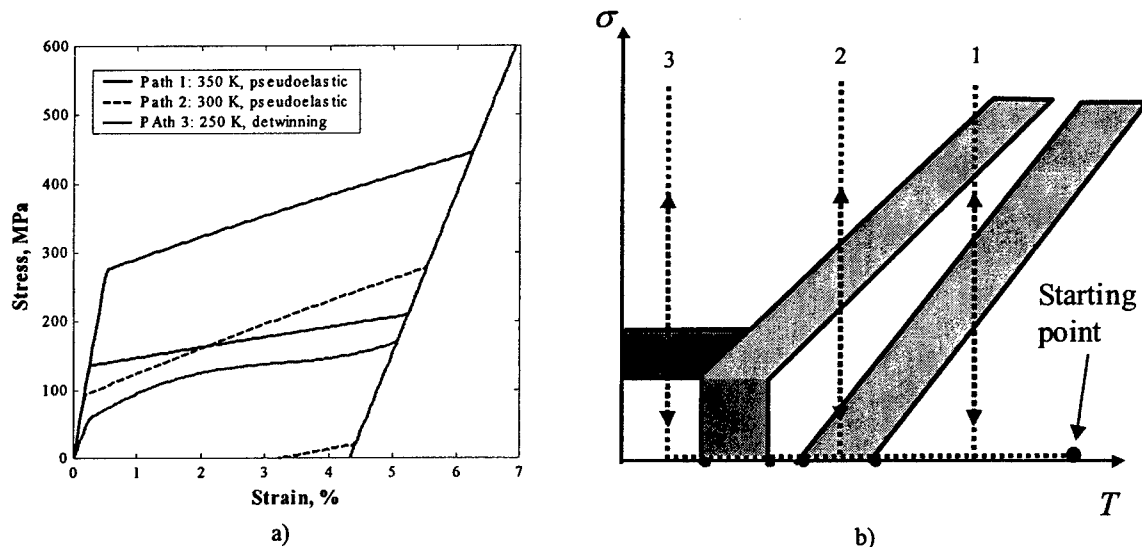 600
500
400
300
200
100
0
Stress, MPa
Path 1: 350 K, pseudoelastic
Path 2: 300 K, pseudoelastic
PAth 3: 250 K, detwinning
0 1 2 3 4 5 6 7
Strain, %
a)
σ
3 2 1
Starting
point
T
b)